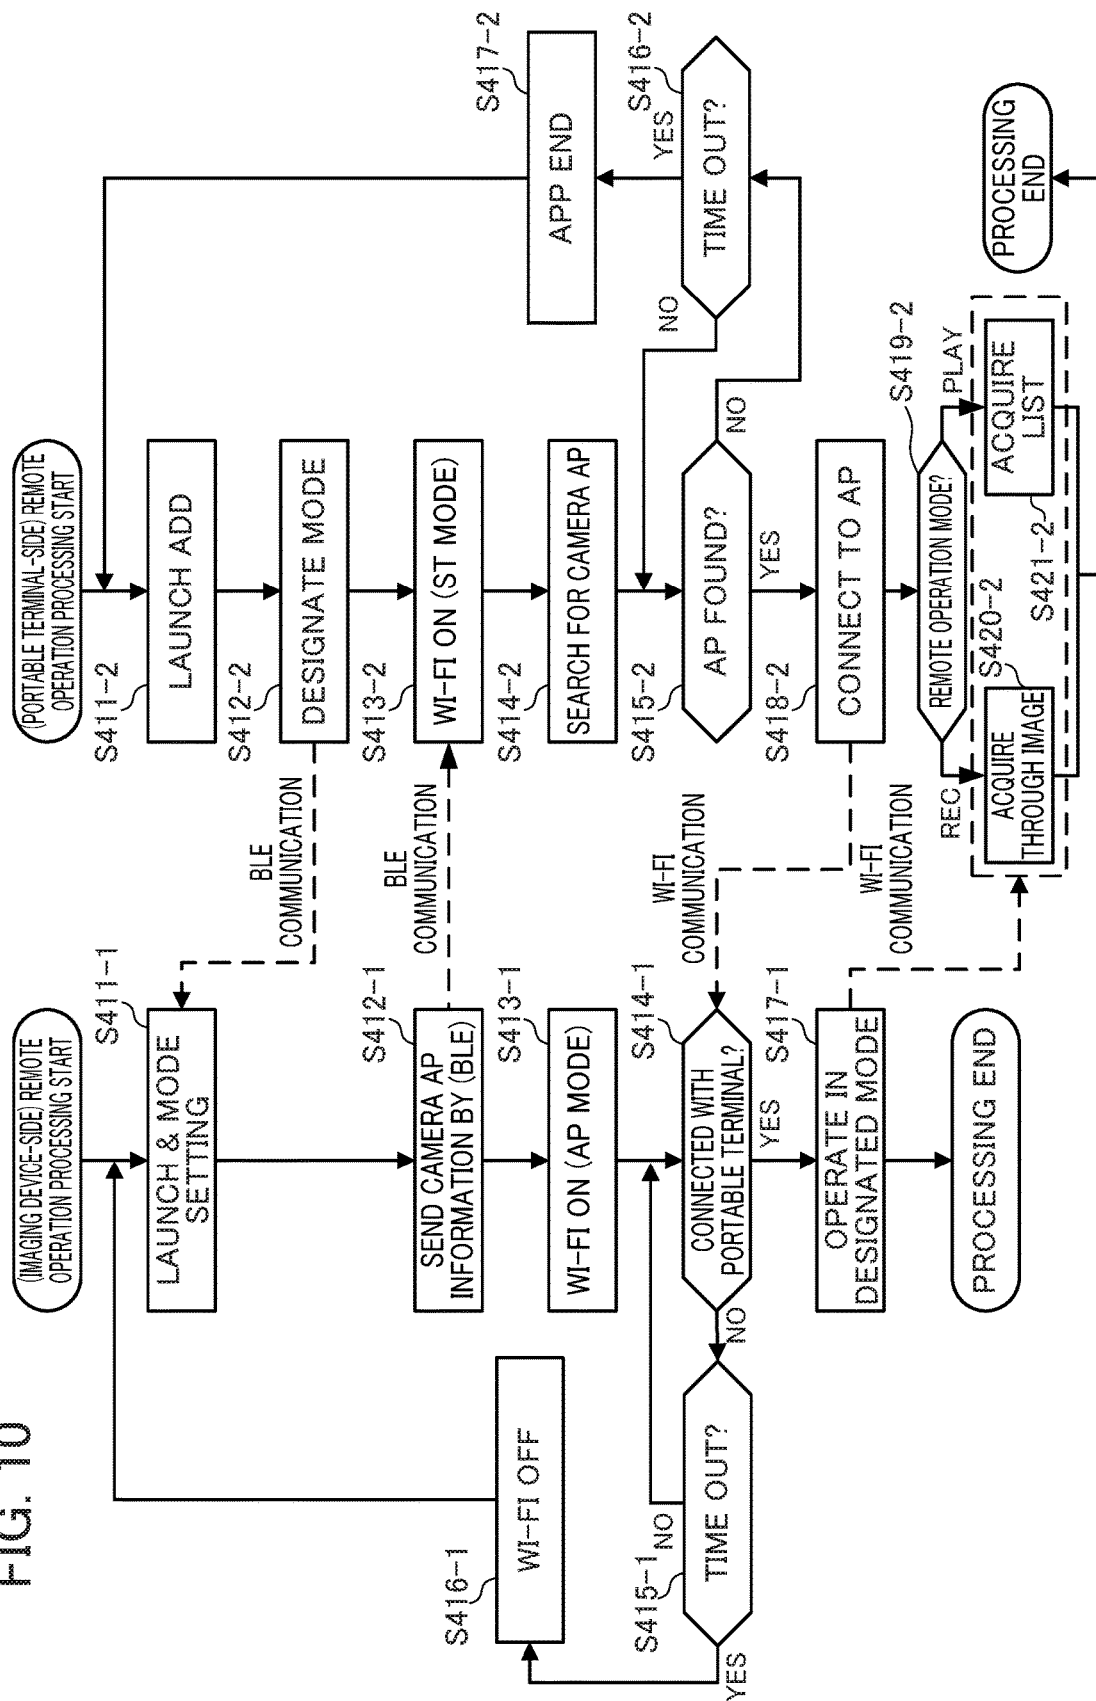 FIG. 10
(IMAGING DEVICE-SIDE) REMOTE
OPERATION PROCESSING START
S411-1
LAUNCH & MODE
SETTING
S412-1
SEND CAMERA AP
INFORMATION BY (BLE)
S413-1
WI-FI ON (AP MODE)
S414-1
CONNECTED WITH
PORTABLE TERMINAL?
NO
YES
S415-1
TIME OUT?
NO
YES
S416-1
WI-FI OFF
S417-1
OPERATE IN
DESIGNATED MODE
PROCESSING END
BLE
COMMUNICATION
BLE
COMMUNICATION
WI-FI
COMMUNICATION
WI-FI
COMMUNICATION
(PORTABLE TERMINAL-SIDE) REMOTE
OPERATION PROCESSING START
S411-2
LAUNCH ADD
S412-2
DESIGNATE MODE
S413-2
WI-FI ON (ST MODE)
S414-2
SEARCH FOR CAMERA AP
S415-2
AP FOUND?
NO
YES
S416-2
TIME OUT?
NO
YES
S417-2
APP END
S418-2
CONNECT TO AP
S419-2
REMOTE OPERATION MODE?
REC
PLAY
S420-2
ACQUIRE
THROUGH IMAGE
S421-2
ACQUIRE
LIST
PROCESSING
END